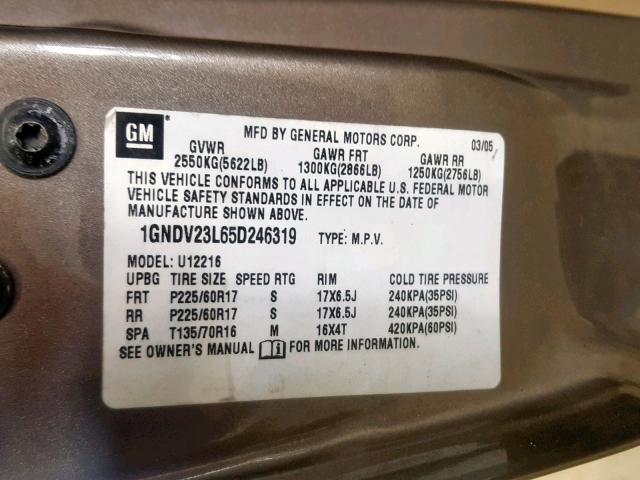 GM
MFD BY GENERAL MOTORS CORP. 03/05
GVWR GAWR FRT GAWR RR
2550KG(5622LB) 1300KG(2866LB) 1250KG(2756LB)
THIS VEHICLE CONFORMS TO ALL APPLICABLE U.S. FEDERAL MOTOR
VEHICLE SAFETY STANDARDS IN EFFECT ON THE DATE OF
MANUFACTURE SHOWN ABOVE.
1GNDV23L65D246319 TYPE: M.P.V.
MODEL: U12216
UPBG TIRE SIZE SPEED RTG RIM COLD TIRE PRESSURE
FRT P225/60R17 S 17X6.5J 240KPA(35PSI)
RR P225/60R17 S 17X6.5J 240KPA(35PSI)
SPA T135/70R16 M 16X4T 420KPA(60PSI)
SEE OWNER'S MANUAL FOR MORE INFORMATION.